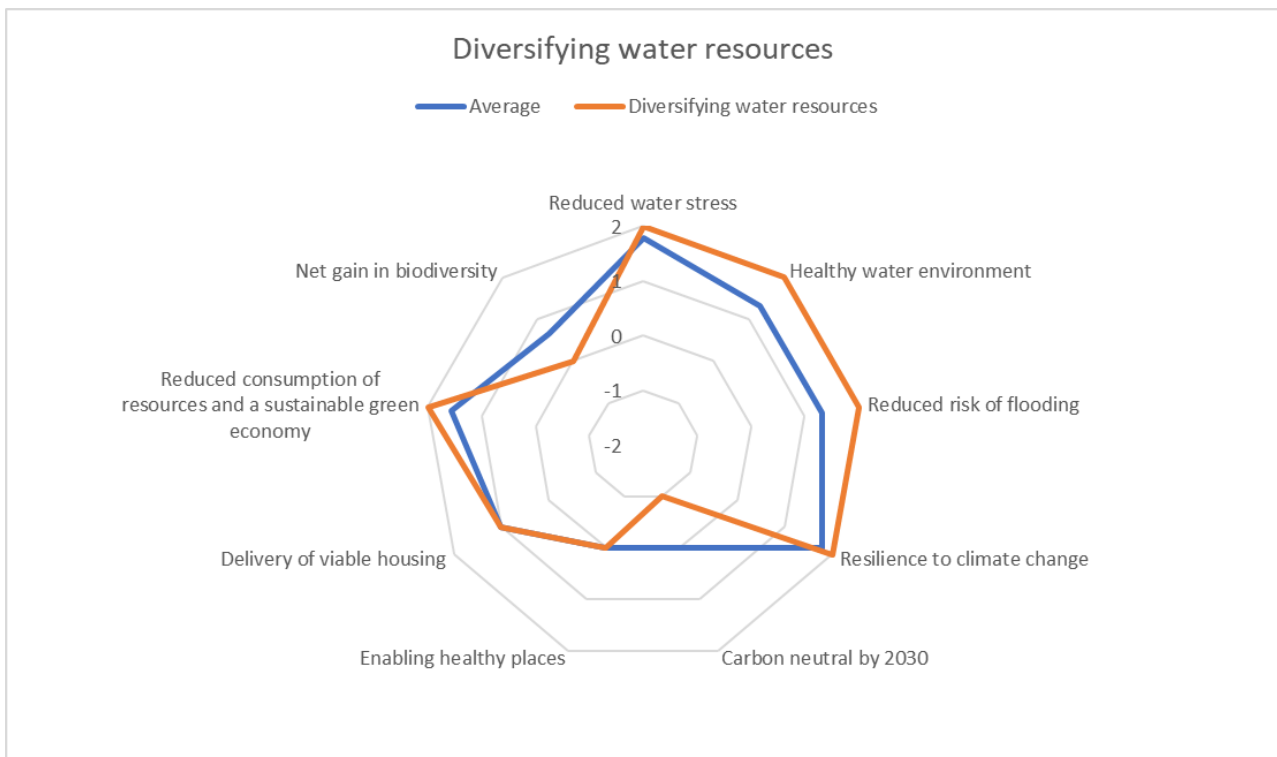 Diversifying water resources
Average
Diversifying water resources
Reduced water stress
2
Net gain in biodiversity
Healthy water environment
1
0
Reduced consumption of
resources and a sustainable green
economy
Reduced risk of flooding
-1
-2
Delivery of viable housing
Resilience to climate change
Enabling healthy places
Carbon neutral by 2030